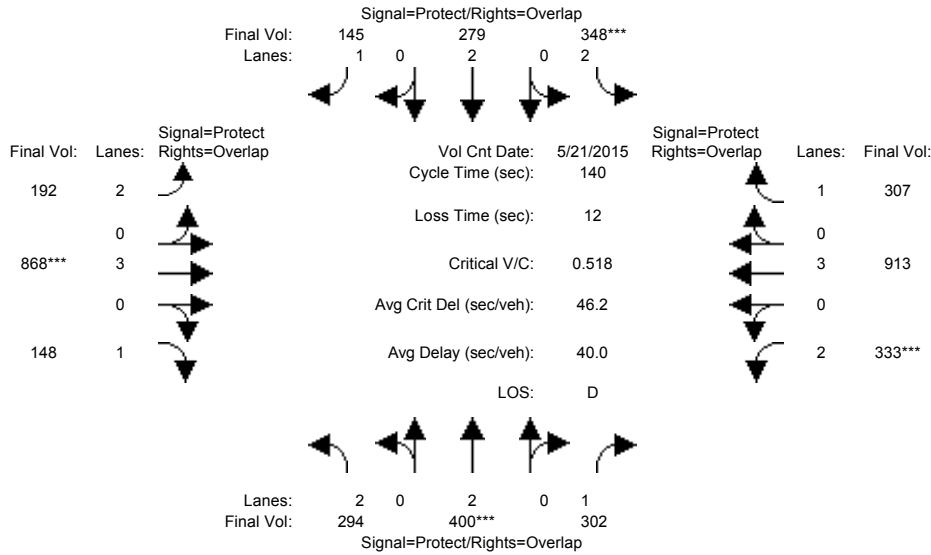 Signal=Protect/Rights=Overlap
Final Vol: 145 279 348***
Lanes: 1 0 2 0 2
Signal=Protect
Final Vol: Lanes: Rights=Overlap
Vol Cnt Date: 5/21/2015
Signal=Protect
Rights=Overlap Lanes: Final Vol:
Cycle Time (sec): 140
192 2
1 307
Loss Time (sec): 12
0
0
868*** 3
Critical V/C: 0.518
3 913
0
Avg Crit Del (sec/veh): 46.2
0
148 1
Avg Delay (sec/veh): 40.0
2 333***
LOS: D
Lanes: 2 0 2 0 1
Final Vol: 294 400*** 302
Signal=Protect/Rights=Overlap